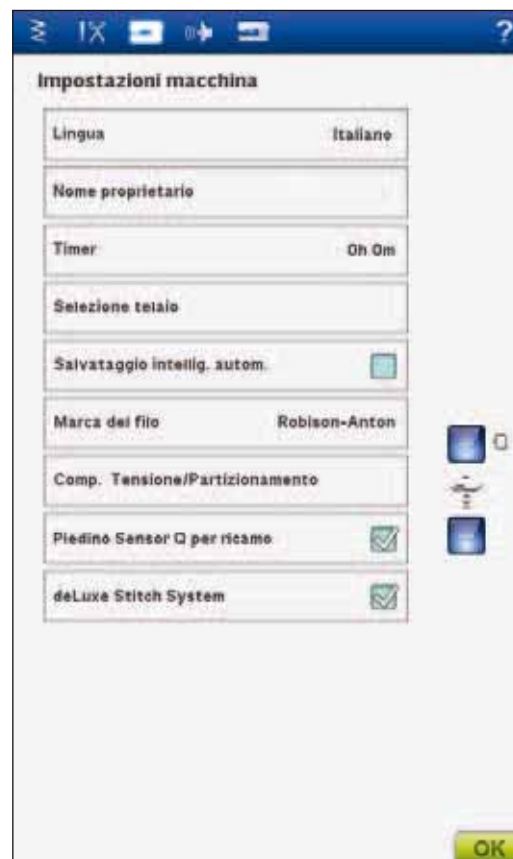 ?
Impostazioni macchina
Lingua Italiano
Nome proprietario
Timer 0h 0m
Selezione telaio
Salvataggio intellig. autom.
Marca del filo Robison-Anton
Comp. Tensione/Partizionamento
Piedino Sensor Q per ricamo
deLuxe Stitch System
OK